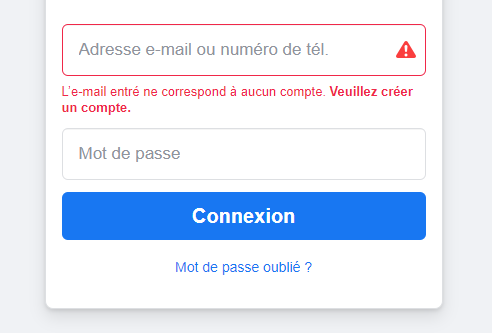 Adresse e-mail ou numéro de tél.
L’e-mail entré ne correspond à aucun compte. Veuillez créer
un compte.
Mot de passe
Connexion
Mot de passe oublié ?